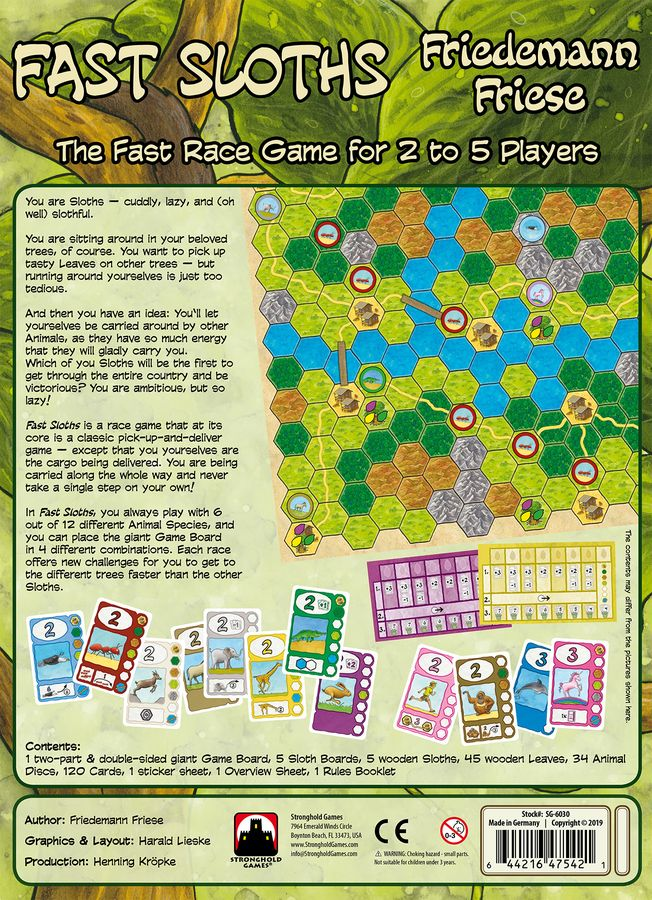 FAST SLOTHS
Friedemann
Friese
The Fast Race Game for 2 to 5 Players
You are Sloths — cuddly, lazy, and (oh
well) slothful.
You are sitting around in your beloved
trees, of course. You want to pick up
tasty Leaves on other trees — but
running around yourselves is just too
tedious.
And then you have an idea: You'll let
yourselves be carried around by other
Animals, as they have so much energy
that they will gladly carry you.
Which of you Sloths will be the first to
get through the entire country and be
victorious? You are ambitious, but so
lazy!
Fast Sloths is a race game that at its
core is a classic pick-up-and-deliver
game — except that you yourselves are
the cargo being delivered. You are being
carried along the whole way and never
take a single step on your own!
In Fast Sloths, you always play with 6
out of 12 different Animal Species, and
you can place the giant Game Board
in 4 different combinations. Each race
offers new challenges for you to get to
the different trees faster than the other
Sloths.
The contents may differ from the pictures shown here.
2
2
2
2
2
2
2
2
2
3
3
Contents:
1 two-part & double-sided giant Game Board, 5 Sloth Boards, 5 wooden Sloths, 45 wooden Leaves, 34 Animal
Discs, 120 Cards, 1 sticker sheet, 1 Overview Sheet, 1 Rules Booklet
Author: Friedemann Friese
Graphics & Layout: Harald Lieske
Production: Henning Kröpke
STRONGHOLD
GAMES®
Stronghold Games
7964 Emerald Winds Circle
Boynton Beach, FL 33473, USA
www.StrongholdGames.com
info@StrongholdGames.com
CE
0-3
WARNING: Choking hazard - small parts.
Not suitable for children under 3 years.
Stock#: SG-6030
Made in Germany | Copyright © 2019
6 44216 47542 1